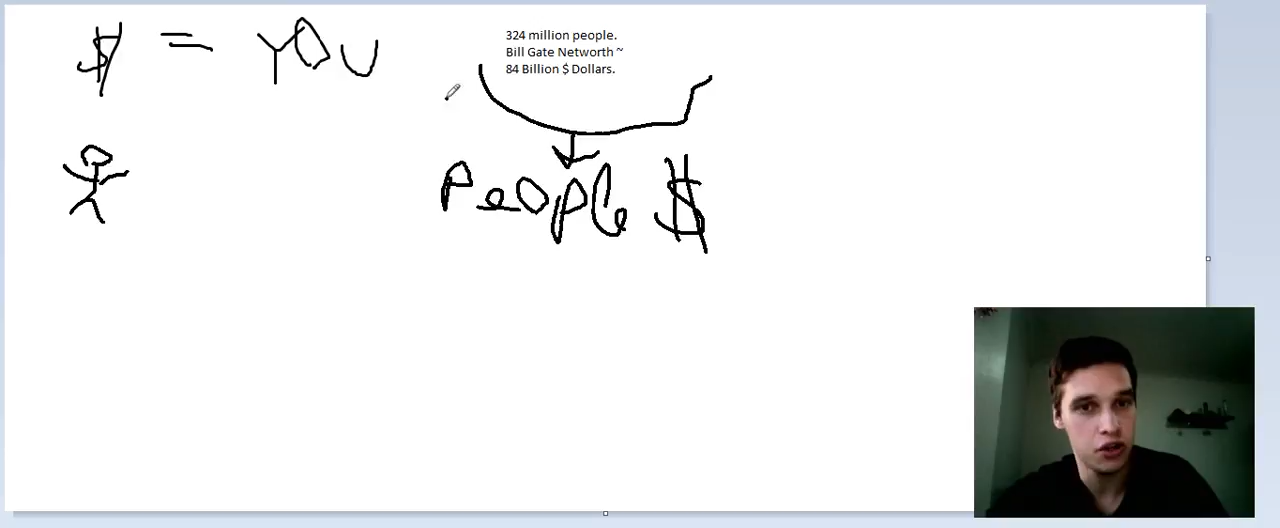 $ = YOU
324 million people.
Bill Gate Networth ~
84 Billion $ Dollars.
PeOple $